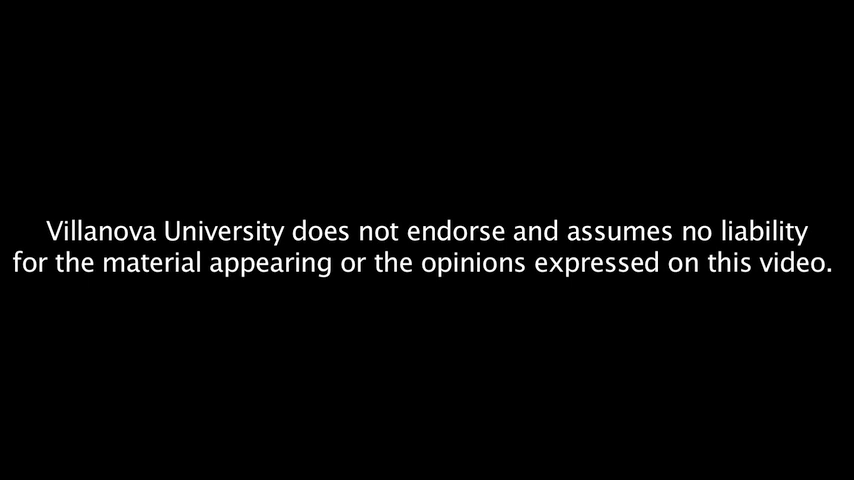 Villanova University does not endorse and assumes no liability
for the material appearing or the opinions expressed on this video.